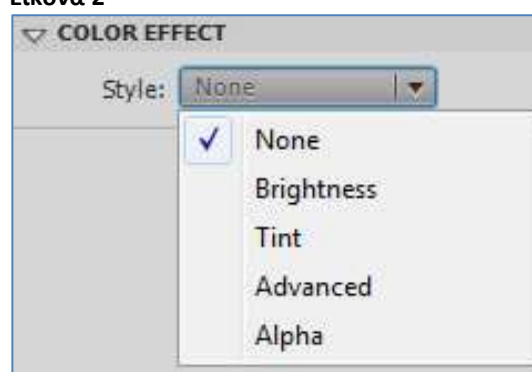 Εικόνα 2
COLOR EFFECT
Style: None
None
Brightness
Tint
Advanced
Alpha